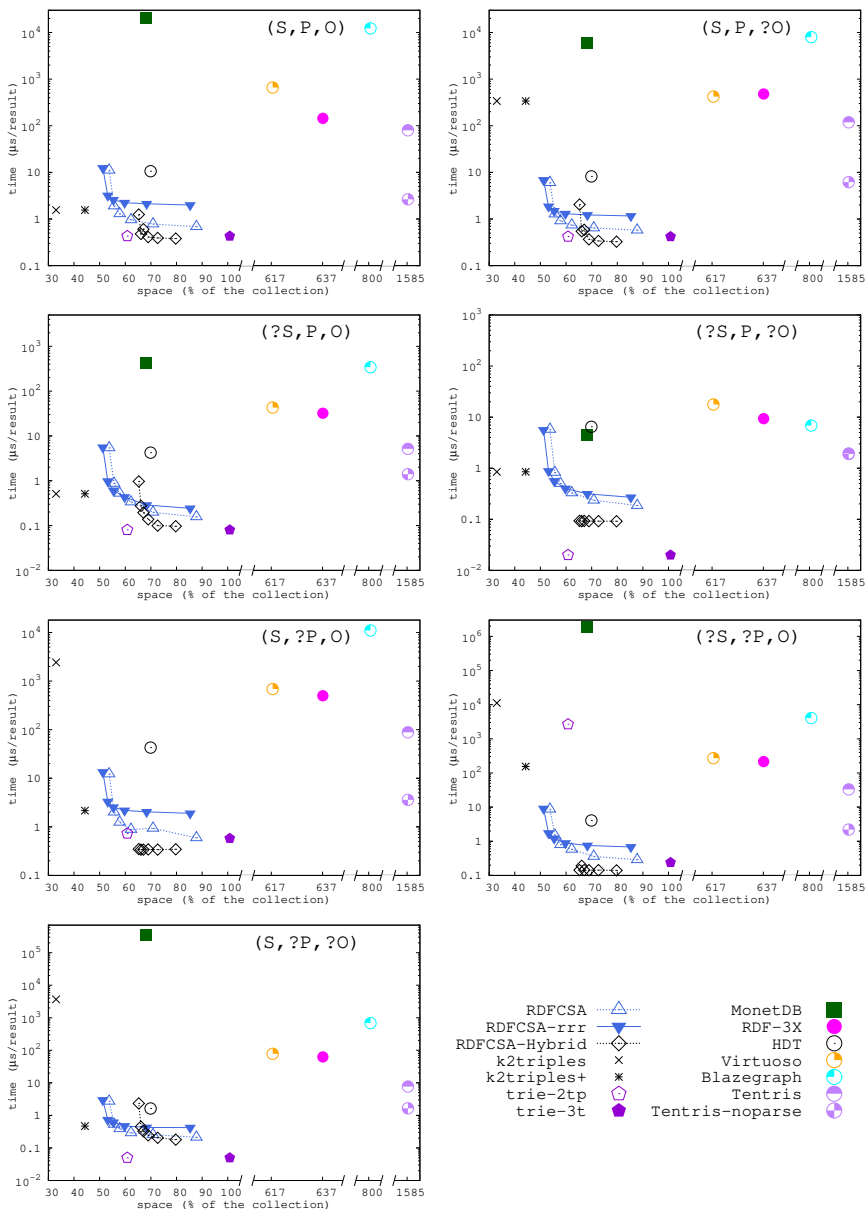 (S,P,O)
time (μs/result)
10^4
10^3
10^2
10
1
0.1
30 40 50 60 70 80 90 100 617 637 800 1585
space (% of the collection)
(S,P,?O)
time (μs/result)
10^4
10^3
10^2
10
1
0.1
30 40 50 60 70 80 90 100 617 637 800 1585
space (% of the collection)
(?S,P,O)
time (μs/result)
10^3
10^2
10
1
0.1
10^-2
30 40 50 60 70 80 90 100 617 637 800 1585
space (% of the collection)
(?S,P,?O)
time (μs/result)
10^3
10^2
10
1
0.1
10^-2
30 40 50 60 70 80 90 100 617 637 800 1585
space (% of the collection)
(S,?P,O)
time (μs/result)
10^4
10^3
10^2
10
1
0.1
30 40 50 60 70 80 90 100 617 637 800 1585
space (% of the collection)
(?S,?P,O)
time (μs/result)
10^6
10^5
10^4
10^3
10^2
10
1
0.1
30 40 50 60 70 80 90 100 617 637 800 1585
space (% of the collection)
(S,?P,?O)
time (μs/result)
10^5
10^4
10^3
10^2
10
1
0.1
10^-2
30 40 50 60 70 80 90 100 617 637 800 1585
space (% of the collection)
RDFCSA
RDFCSA-rrr
RDFCSA-Hybrid
k2triples
k2triples+
trie-2tp
trie-3t
MonetDB
RDF-3X
HDT
Virtuoso
Blazegraph
Tentris
Tentris-noparse